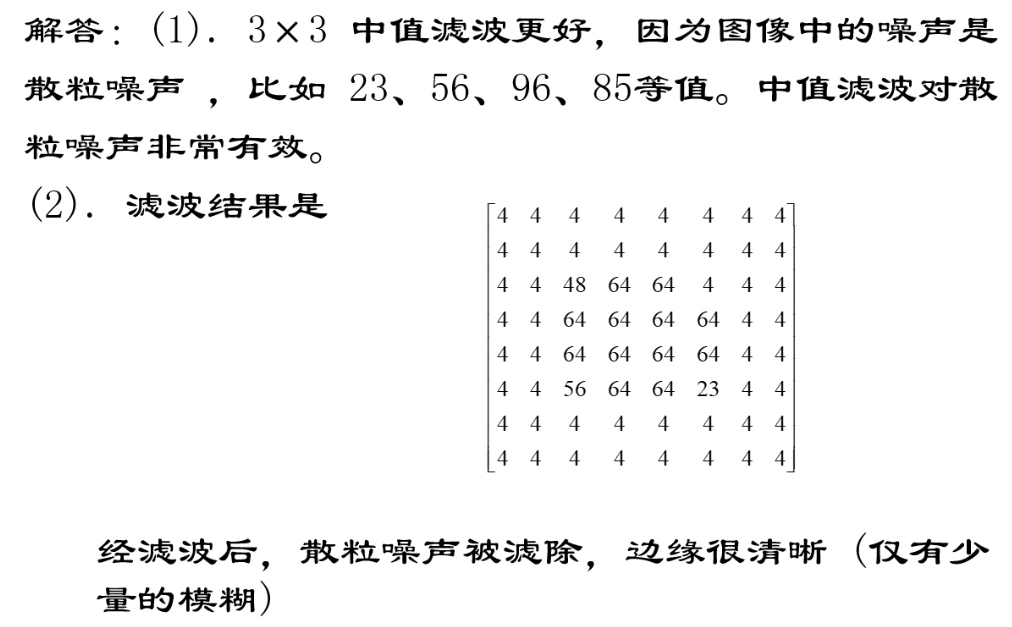 解答：(1). 3×3 中值滤波更好，因为图像中的噪声是
散粒噪声 ，比如 23、56、96、85等值。中值滤波对散
粒噪声非常有效。
(2). 滤波结果是
4 4 4 4 4 4 4 4
4 4 4 4 4 4 4 4
4 4 48 64 64 4 4 4
4 4 64 64 64 64 4 4
4 4 64 64 64 64 4 4
4 4 56 64 64 23 4 4
4 4 4 4 4 4 4 4
4 4 4 4 4 4 4 4
经滤波后，散粒噪声被滤除，边缘很清晰（仅有少
量的模糊）